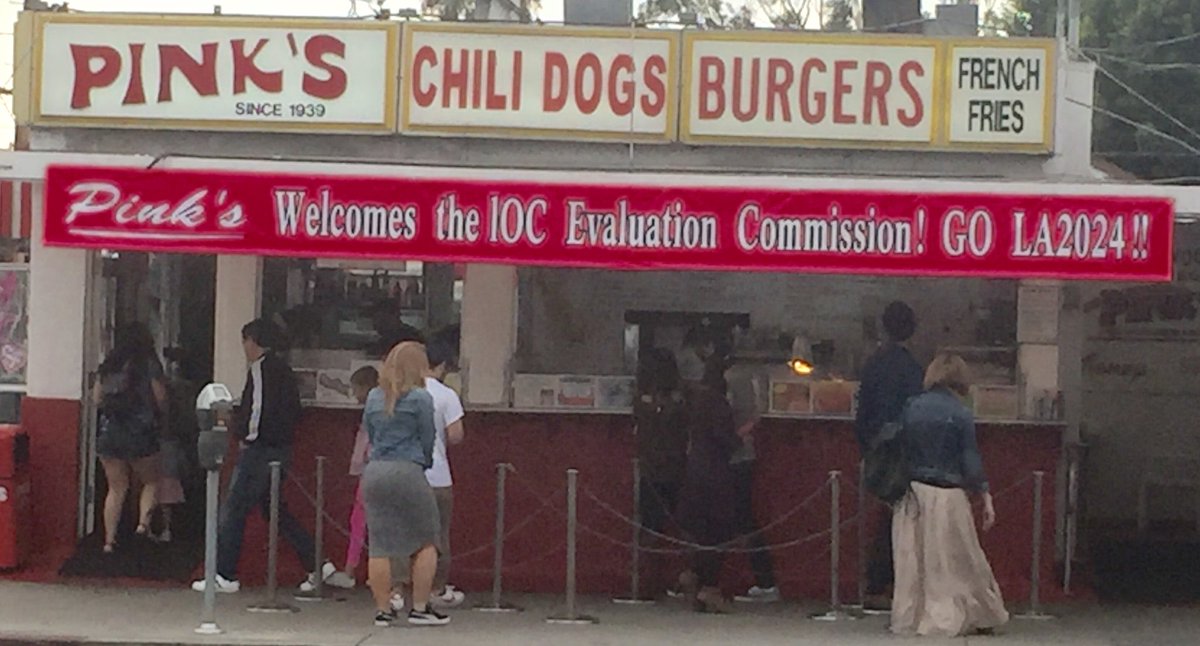 PINK'S
SINCE 1939
CHILI DOGS
BURGERS
FRENCH
FRIES
Pink's Welcomes the IOC Evaluation Commission! GO LA2024!!